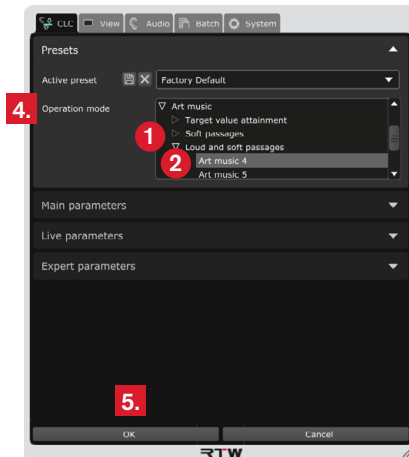 CLC View Audio Batch System
Presets
Active preset Factory Default
4. Operation mode
Art music
Target value attainment
1 Soft passages
Loud and soft passages
2 Art music 4
Art music 5
Main parameters
Live parameters
Expert parameters
5.
OK Cancel
RTW